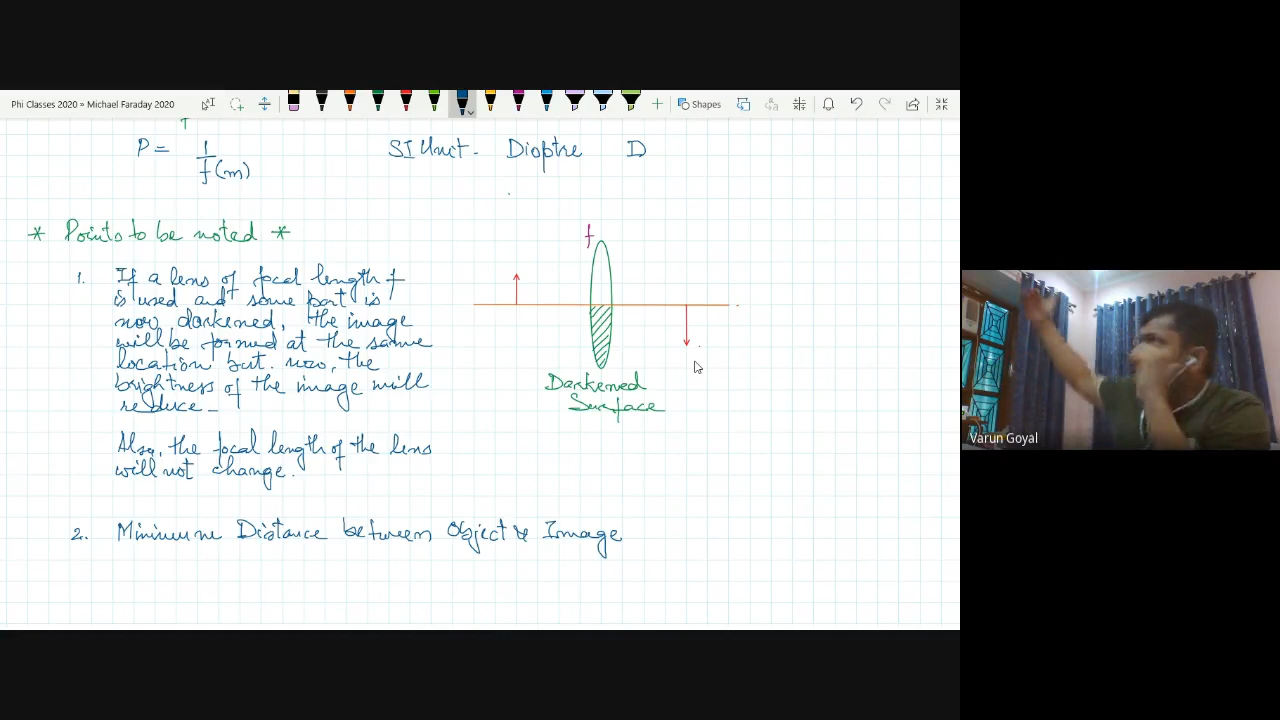 Phi Classes 2020 » Michael Faraday 2020
Shapes
P = 1/f(m)
SI Unit - Dioptre D
* Points to be noted *
f
1. If a lens of focal length f
is used and some part is
now darkened, the image
will be formed at the same
location but now, the
brightness of the image will
reduce -
Darkened
Surface
Also, the focal length of the lens
will not change.
2. Minimum Distance between Object & Image
Varun Goyal